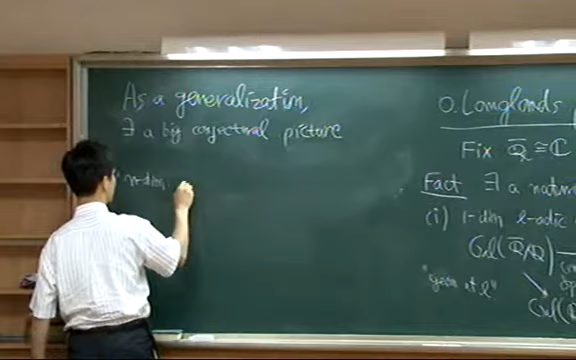 As a generalization,
∃ a big conjectural picture
n-dim
0. Langlands
Fix Q̅ ≅ ℂ
Fact ∃ a natur
(i) 1-dim ℓ-adic
Gal(Q̅/Q)
"geom at ℓ"
Gal(